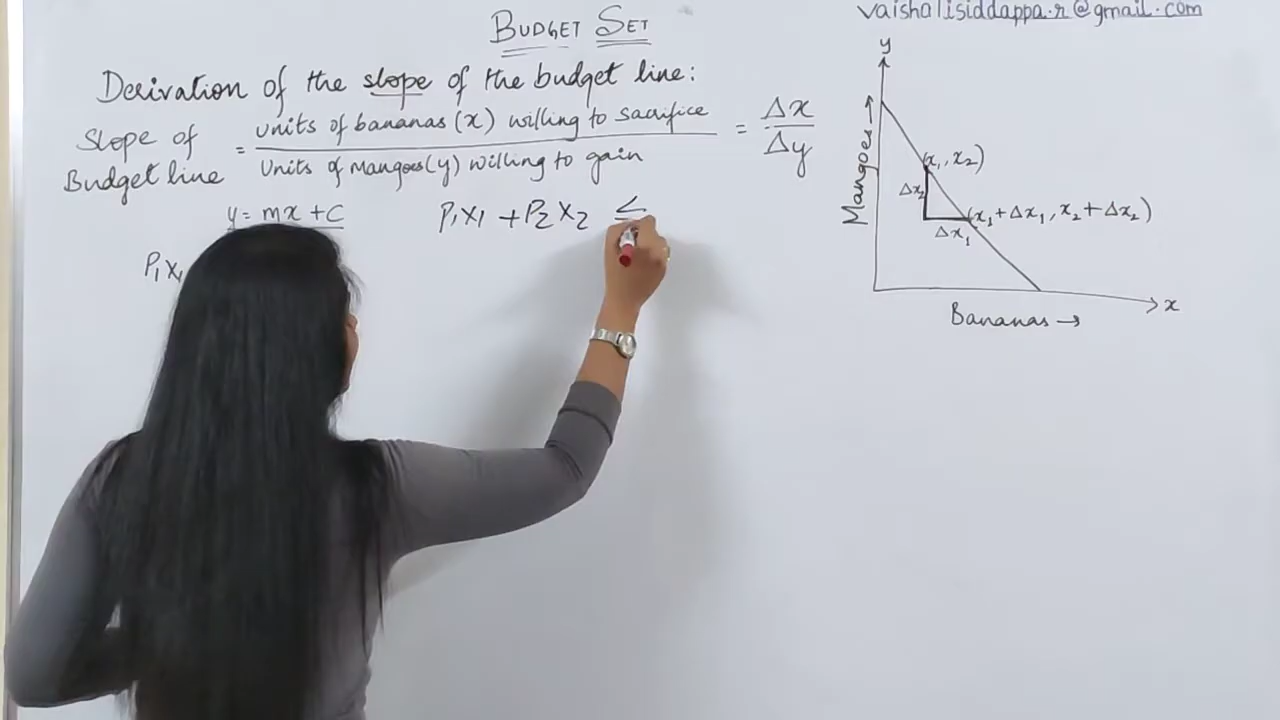 BUDGET SET
vaishalisiddappa.r@gmail.com
Derivation of the slope of the budget line:
Slope of Budget line = units of bananas (x) willing to sacrifice / Units of mangoes (y) willing to gain = Δx / Δy
y = mx + C
P₁x₁ + P₂x₂ ≤
P₁x₁
y
Mangoes →
(x₁, x₂)
Δx₂
(x₁ + Δx₁, x₂ + Δx₂)
Δx₁
x
Bananas →